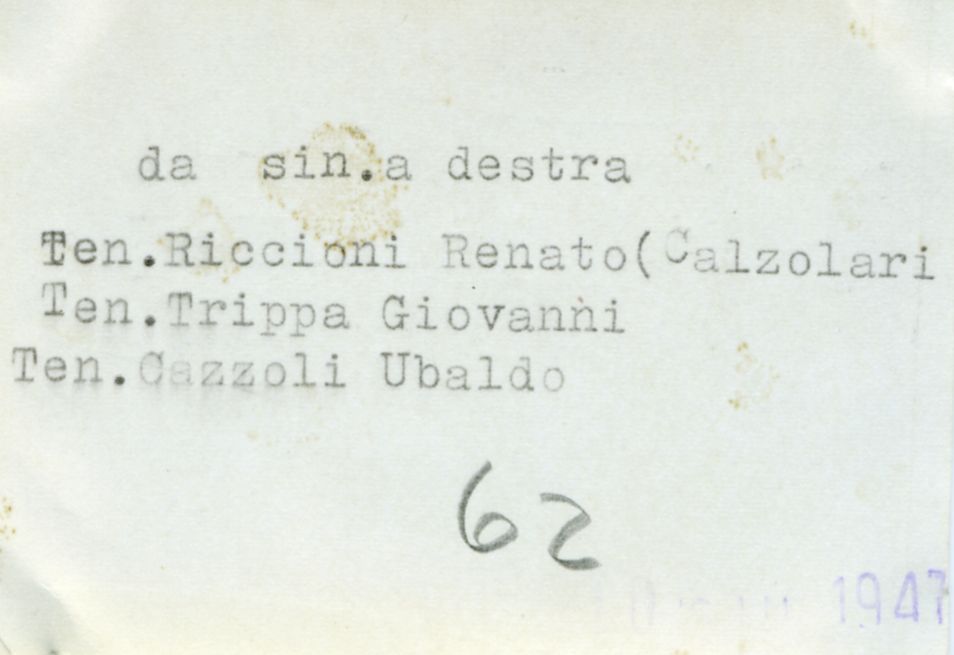 da sin.a destra
Ten.Riccioni Renato(Calzolari
Ten.Trippa Giovanni
Ten.Cazzoli Ubaldo
62
1947